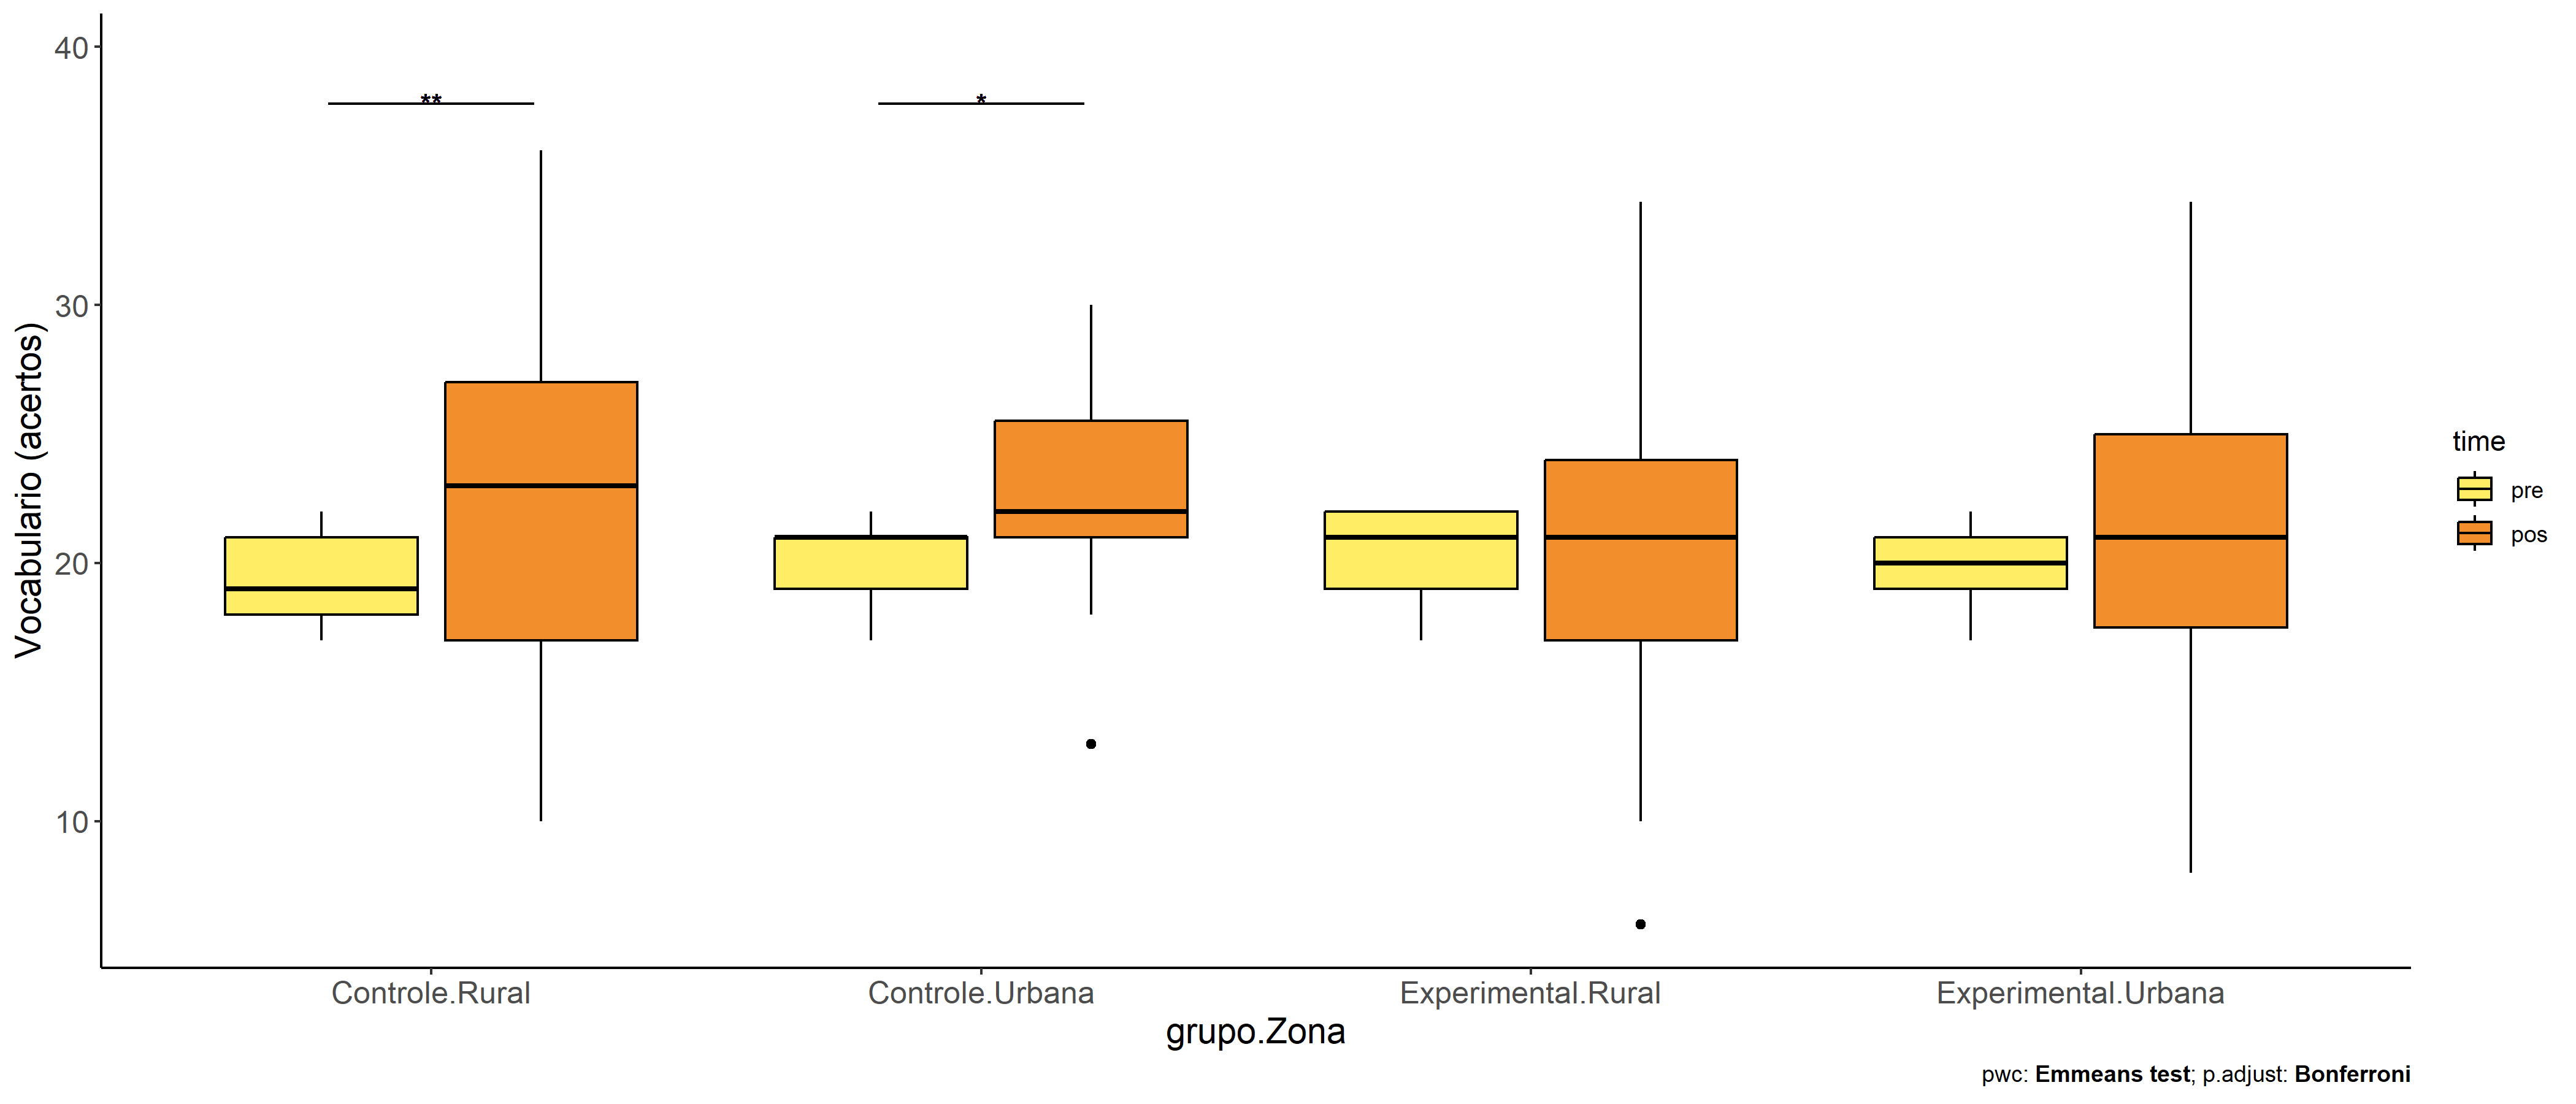 40
30
20
10
Vocabulario (acertos)
**
*
Controle.Rural
Controle.Urbana
Experimental.Rural
Experimental.Urbana
grupo.Zona
time
pre
pos
pwc: Emmeans test; p.adjust: Bonferroni